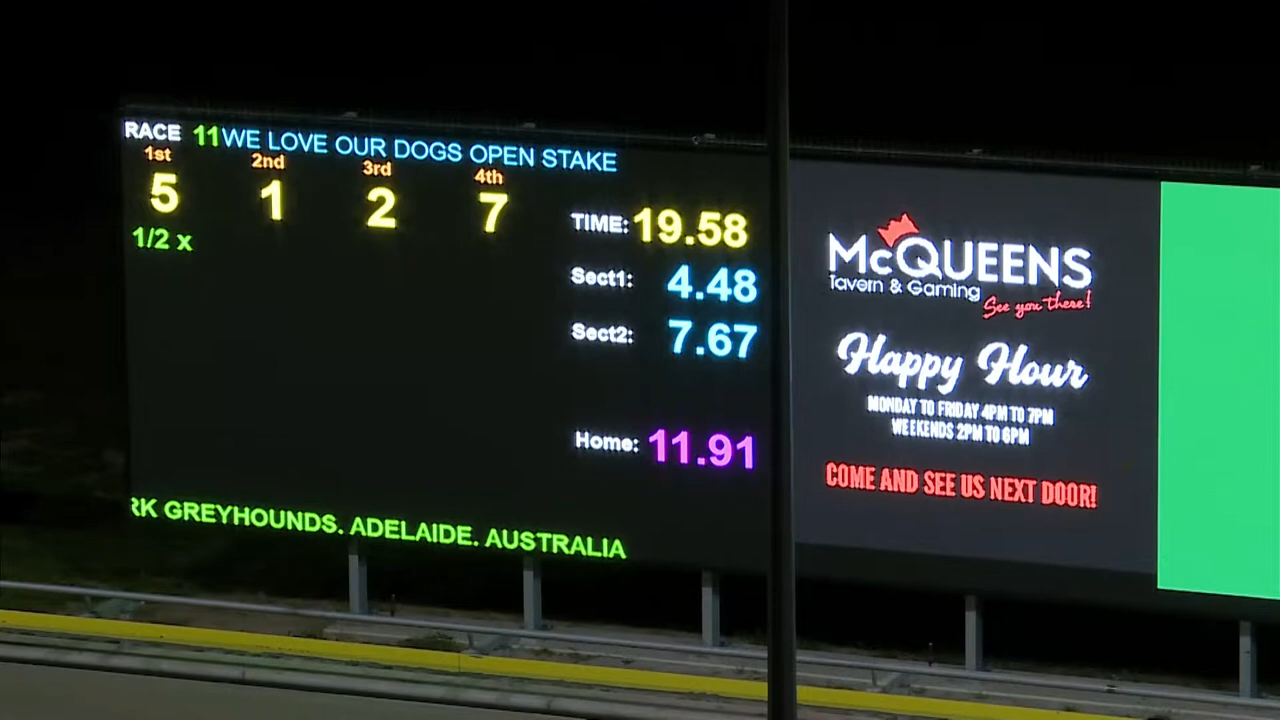 RACE 11 WE LOVE OUR DOGS OPEN STAKE
1st 2nd 3rd 4th
5 1 2 7
1/2 x
TIME: 19.58
Sect1: 4.48
Sect2: 7.67
Home: 11.91
RK GREYHOUNDS. ADELAIDE. AUSTRALIA
McQUEENS
Tavern & Gaming
See you there!
Happy Hour
MONDAY TO FRIDAY 4PM TO 7PM
WEEKENDS 2PM TO 6PM
COME AND SEE US NEXT DOOR!